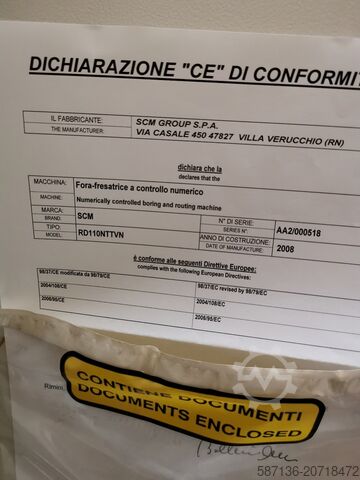 DICHIARAZIONE "CE" DI CONFORMIT
IL FABBRICANTE:
THE MANUFACTURER:
SCM GROUP S.P.A.
VIA CASALE 450 47827 VILLA VERUCCHIO (RN)
dichiara che la
declares that the
MACCHINA: Fora-fresatrice a controllo numerico
MACHINE: Numerically controlled boring and routing machine
MARCA:
BRAND: SCM
N° DI SERIE:
SERIES N°: AA2/000518
TIPO:
MODEL: RD110NTTVN
ANNO DI COSTRUZIONE:
DATE OF MANUFACTURE: 2008
è conforme alle seguenti Direttive Europee:
complies with the following European Directives:
98/37/CE modificata da 98/79/CE 98/37/EC revised by 98/79/EC
2004/108/CE 2004/108/EC
2006/95/CE 2006/95/EC
Rimini,
CONTIENE DOCUMENTI
DOCUMENTS ENCLOSED
587136-20718472